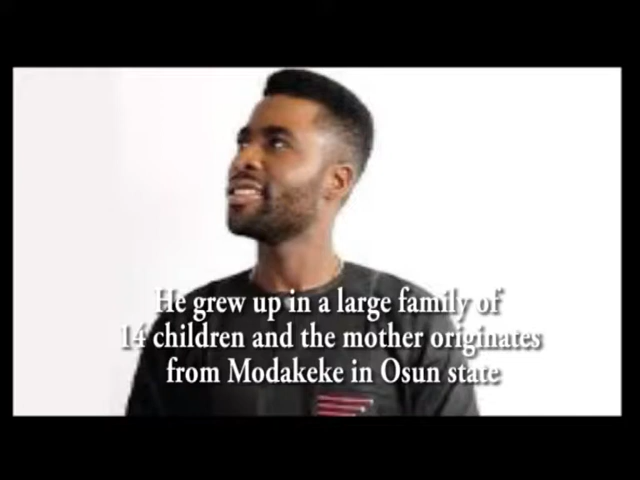 He grew up in a large family of
14 children and the mother originates
from Modakeke in Osun state